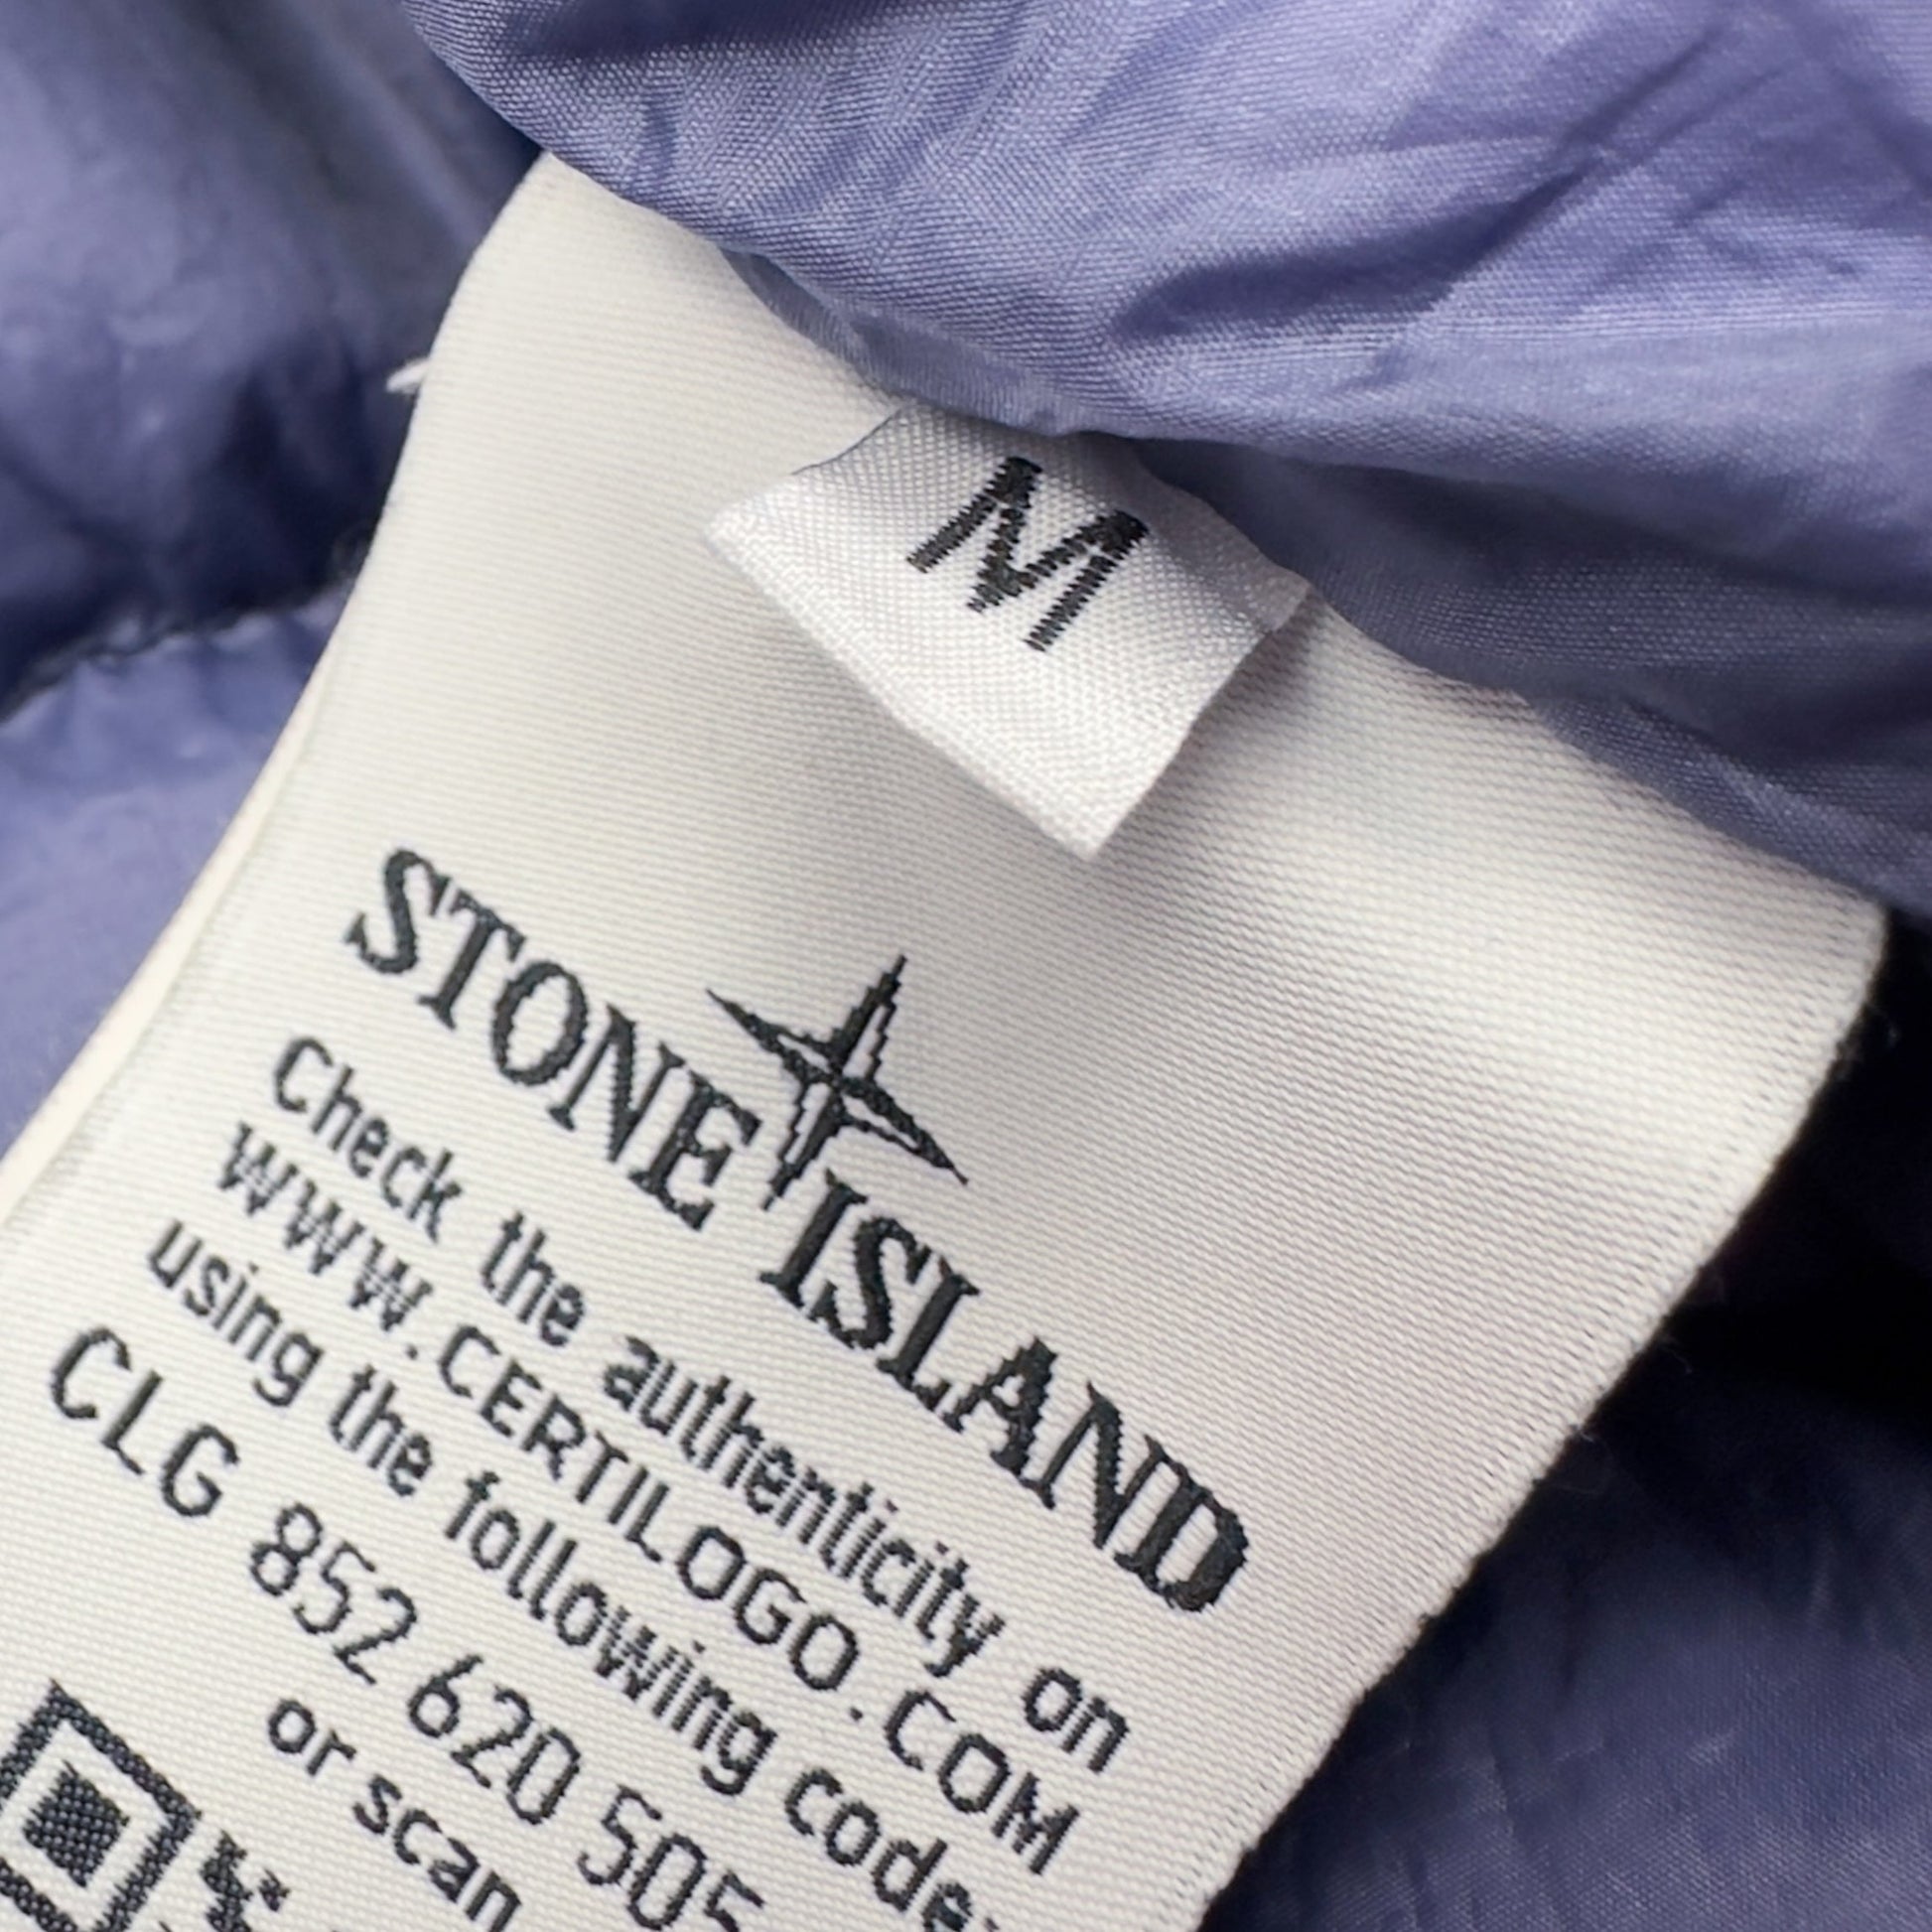 M
STONE ISLAND
Check the authenticity on
WWW.CERTILOGO.COM
using the following code:
CLG 852 620 505
or scan